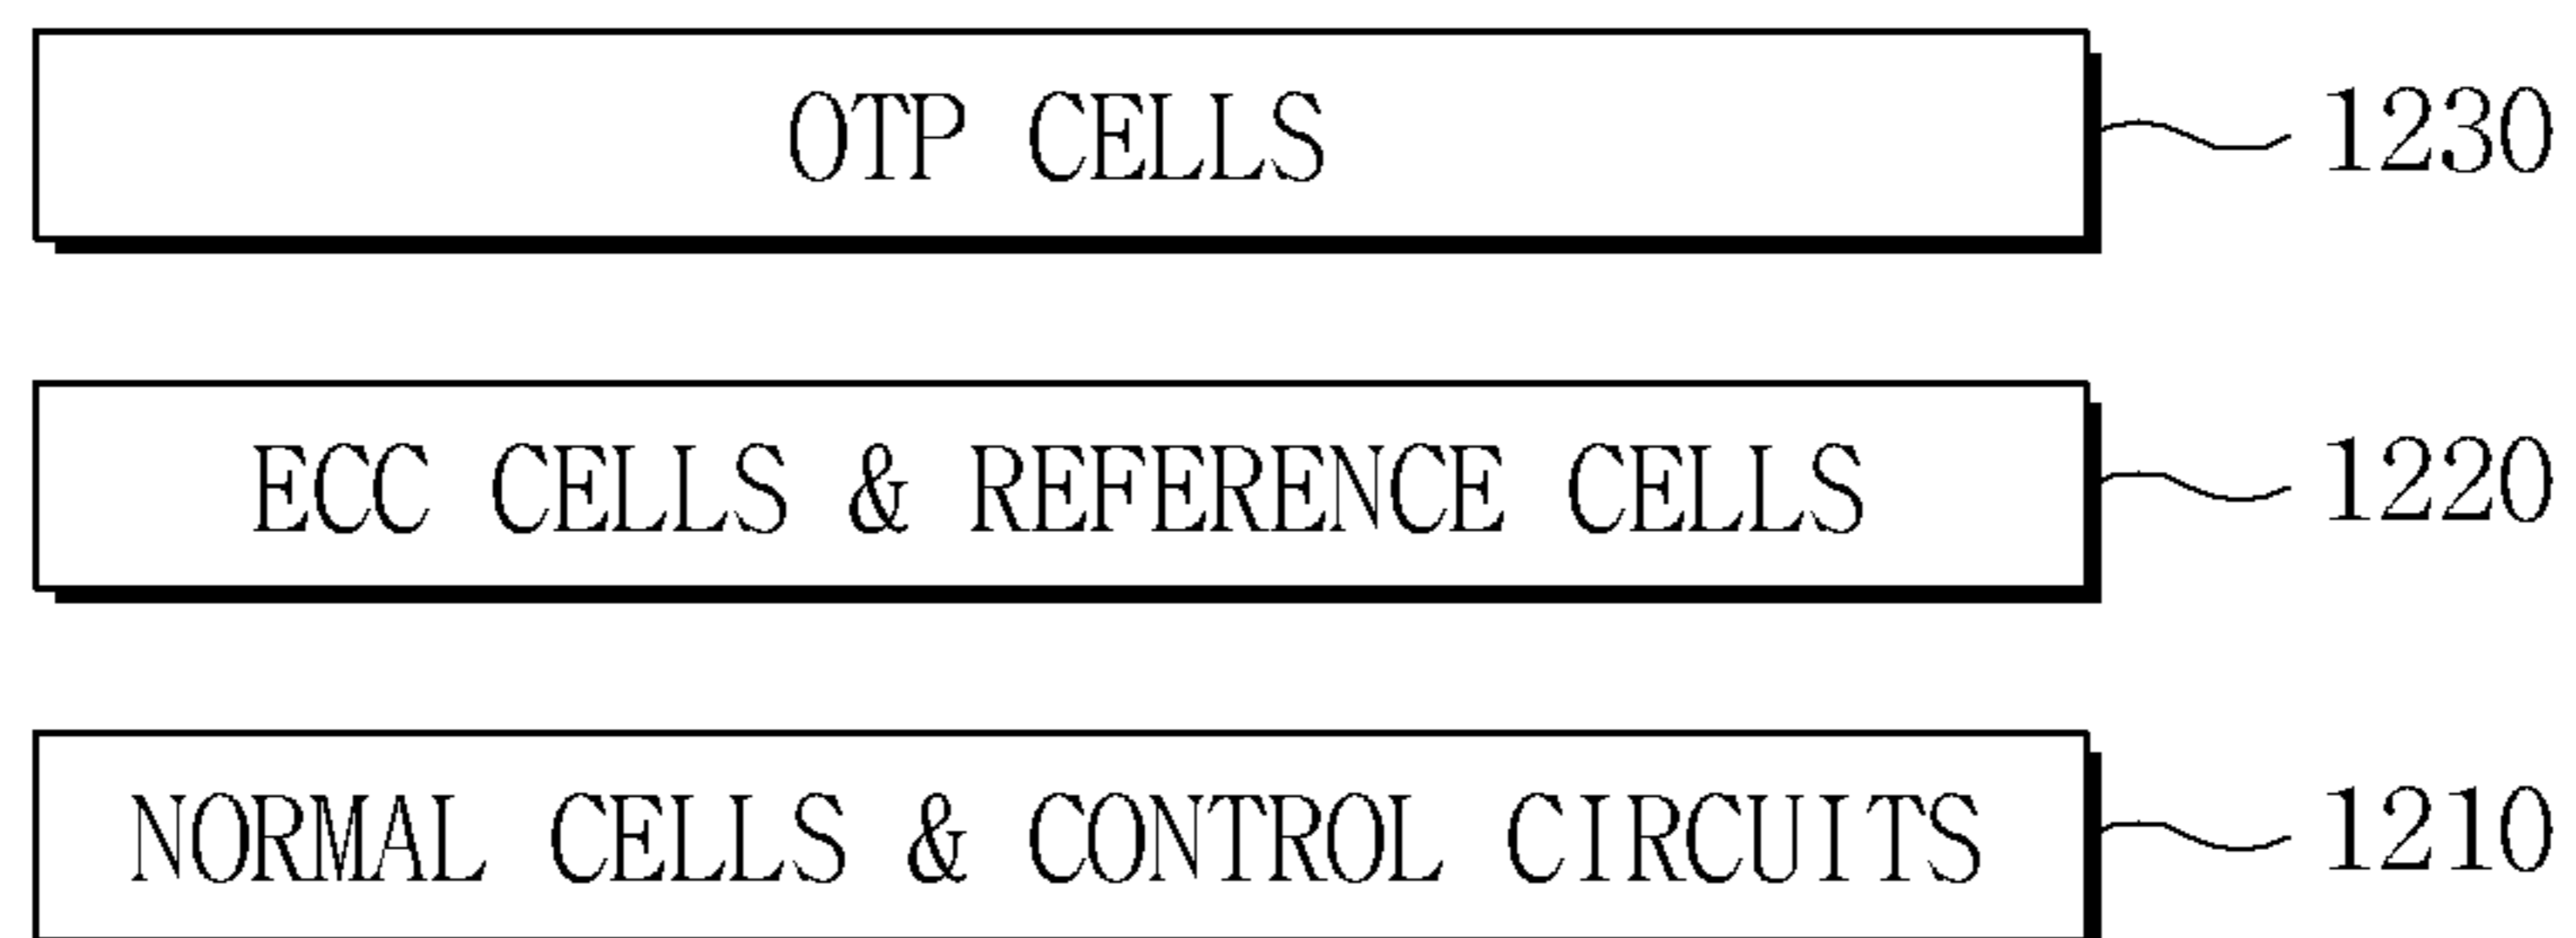 OTP CELLS 1230
ECC CELLS & REFERENCE CELLS 1220
NORMAL CELLS & CONTROL CIRCUITS 1210